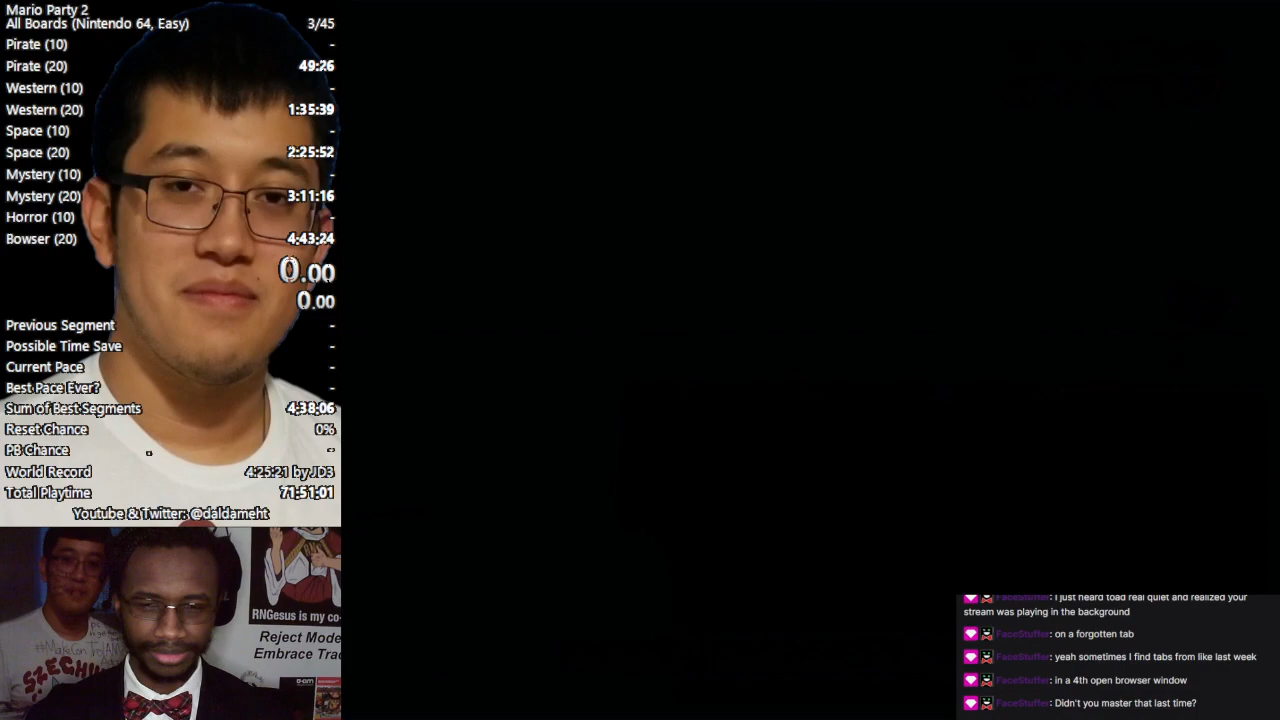 Mario Party 2
All Boards (Nintendo 64, Easy) 3/45
Pirate (10) -
Pirate (20) 49:26
Western (10) -
Western (20) 1:35:39
Space (10) -
Space (20) 2:25:52
Mystery (10) -
Mystery (20) 3:11:16
Horror (10) -
Bowser (20) 4:43:24
0.00
0.00
Previous Segment -
Possible Time Save -
Current Pace -
Best Pace Ever? -
Sum of Best Segments 4:38:06
Reset Chance 0%
PB Chance
World Record 4:25:21 by JD3
Total Playtime 71:51:01
Youtube & Twitter: @daldameht
RNGesus is my co-
Reject Mode
Embrace Trad
FaceStuffer: I just heard toad real quiet and realized your
stream was playing in the background
FaceStuffer: on a forgotten tab
FaceStuffer: yeah sometimes I find tabs from like last week
FaceStuffer: in a 4th open browser window
FaceStuffer: Didn't you master that last time?